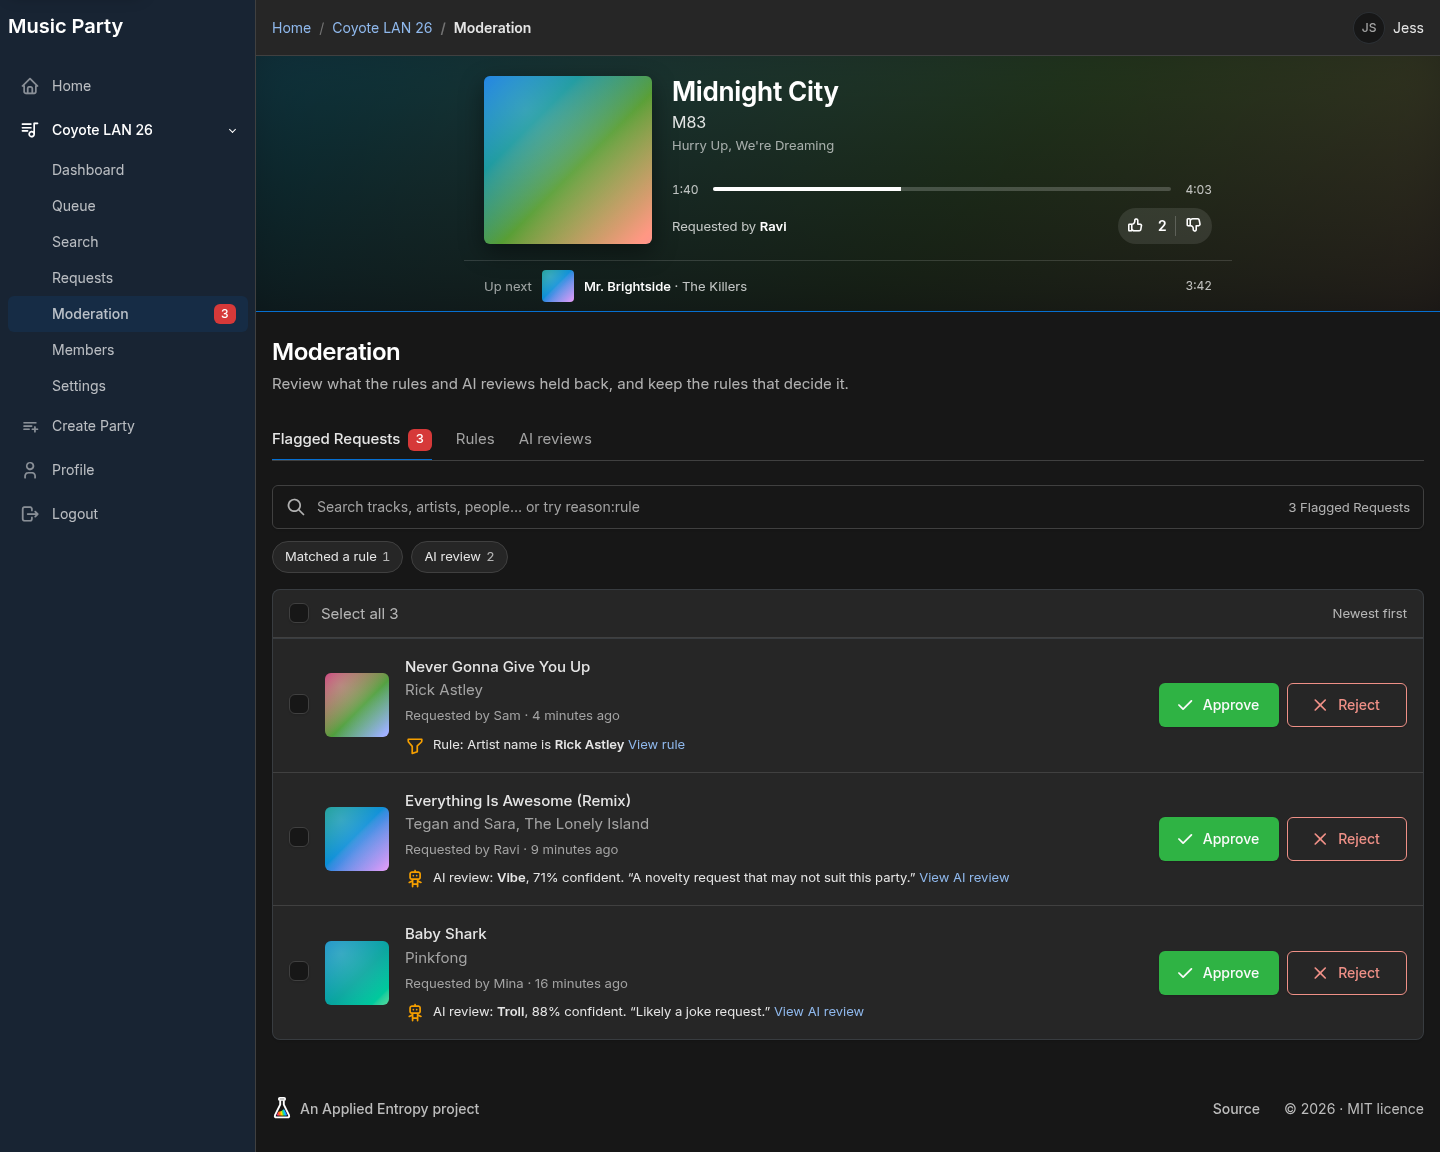 Music Party
Home
Coyote LAN 26
Dashboard
Queue
Search
Requests
Moderation 3
Members
Settings
Create Party
Profile
Logout
Home / Coyote LAN 26 / Moderation
JS Jess
Midnight City
M83
Hurry Up, We're Dreaming
1:40 4:03
Requested by Ravi
2
Up next Mr. Brightside · The Killers 3:42
Moderation
Review what the rules and AI reviews held back, and keep the rules that decide it.
Flagged Requests 3 Rules AI reviews
Search tracks, artists, people... or try reason:rule 3 Flagged Requests
Matched a rule 1 AI review 2
Select all 3 Newest first
Never Gonna Give You Up
Rick Astley
Requested by Sam · 4 minutes ago
Rule: Artist name is Rick Astley View rule
Approve Reject
Everything Is Awesome (Remix)
Tegan and Sara, The Lonely Island
Requested by Ravi · 9 minutes ago
AI review: Vibe, 71% confident. “A novelty request that may not suit this party.” View AI review
Approve Reject
Baby Shark
Pinkfong
Requested by Mina · 16 minutes ago
AI review: Troll, 88% confident. “Likely a joke request.” View AI review
Approve Reject
An Applied Entropy project Source © 2026 · MIT licence